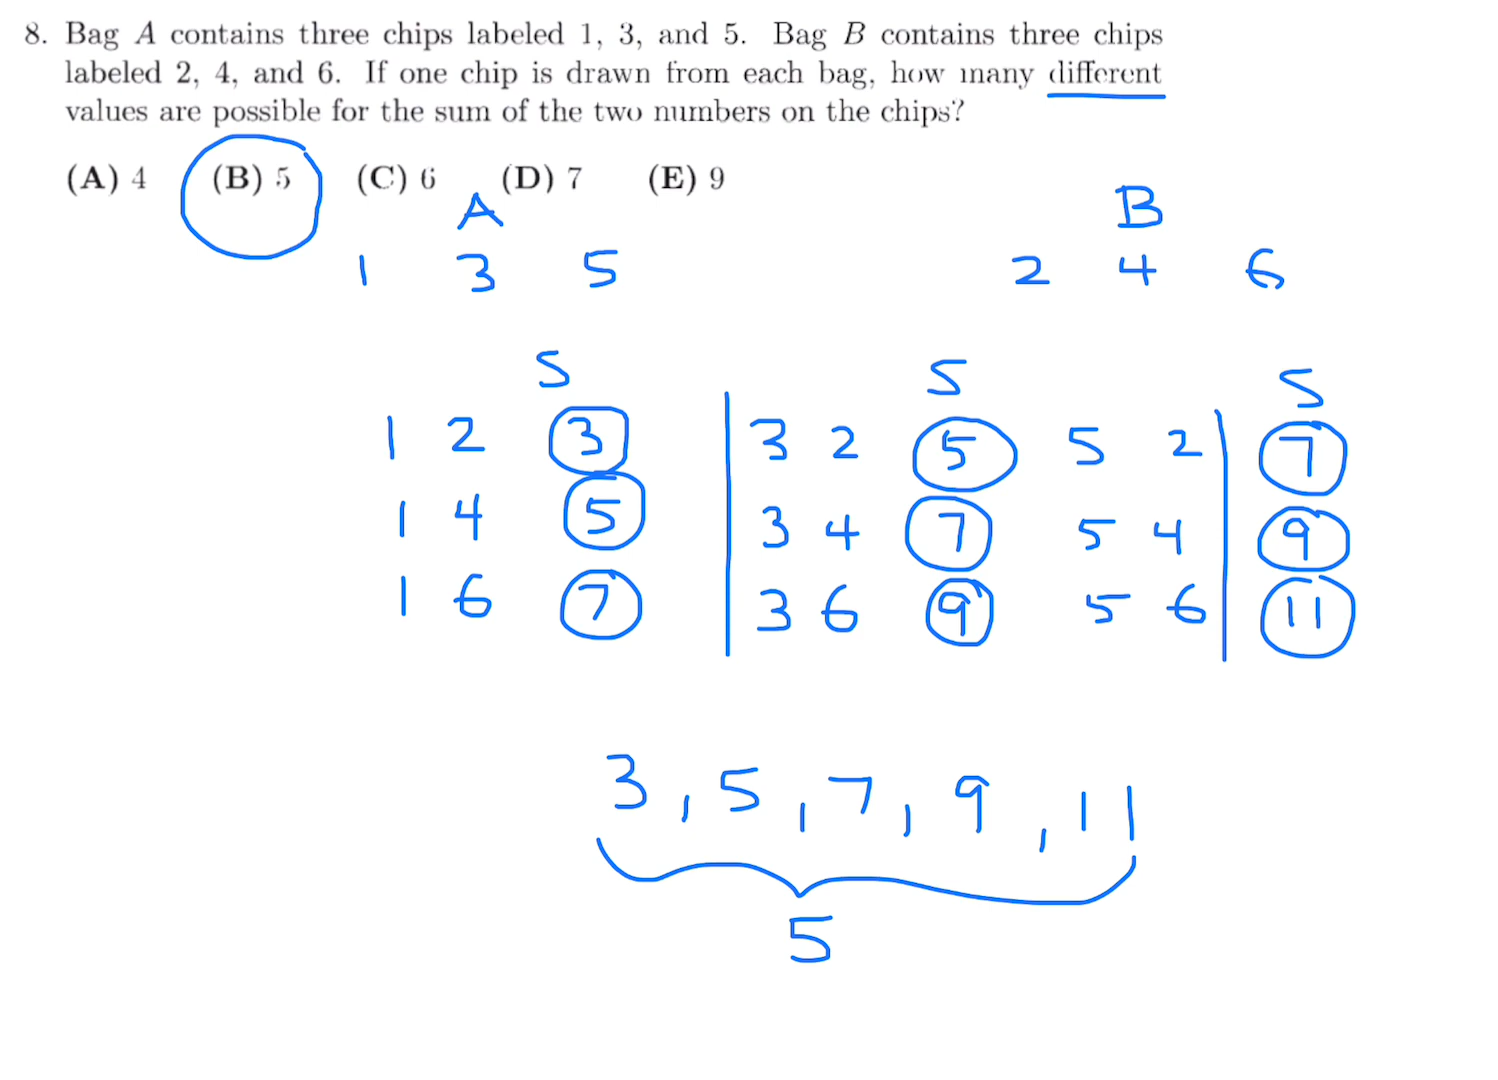 8. Bag A contains three chips labeled 1, 3, and 5. Bag B contains three chips
labeled 2, 4, and 6. If one chip is drawn from each bag, how many different
values are possible for the sum of the two numbers on the chips?
(A) 4 (B) 5 (C) 6 (D) 7 (E) 9
A B
1 3 5 2 4 6
S S S
1 2 3 3 2 5 5 2 7
1 4 5 3 4 7 5 4 9
1 6 7 3 6 9 5 6 11
3, 5, 7, 9, 11
5